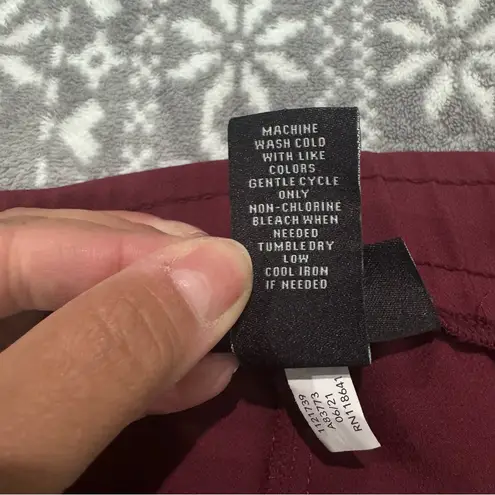 MACHINE
WASH COLD
WITH LIKE
COLORS
GENTLE CYCLE
ONLY
NON-CHLORINE
BLEACH WHEN
NEEDED
TUMBLE DRY
LOW
COOL IRON
IF NEEDED
1121739
A38773
06/21
RN118641